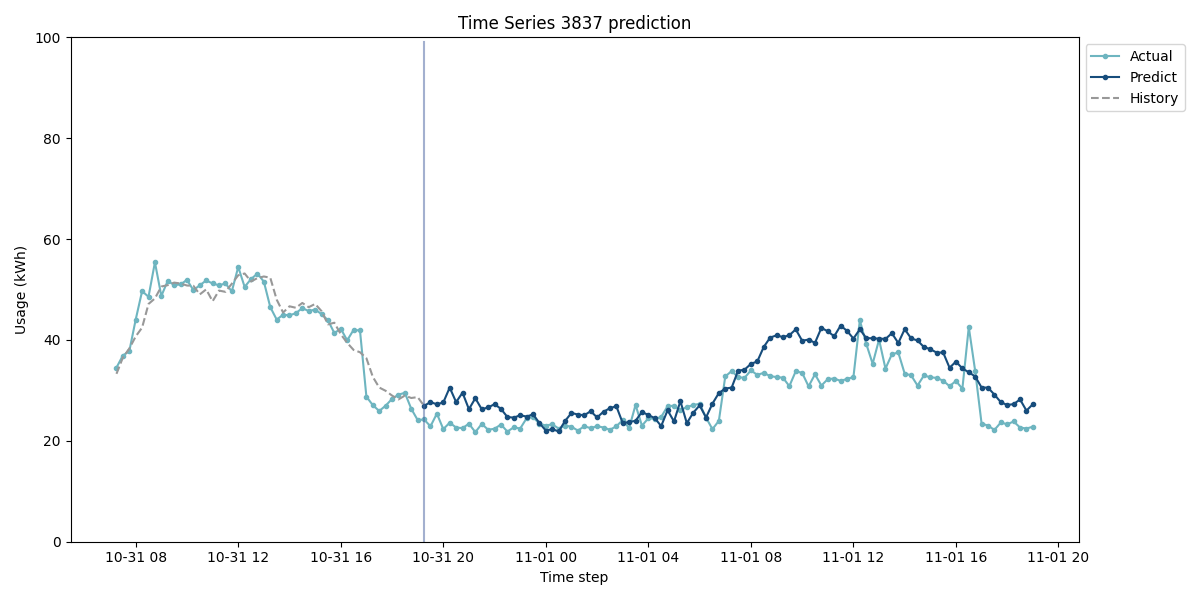 Time Series 3837 prediction
100
80
60
40
20
0
Usage (kWh)
10-31 08
10-31 12
10-31 16
10-31 20
11-01 00
11-01 04
11-01 08
11-01 12
11-01 16
11-01 20
Time step
Actual
Predict
History